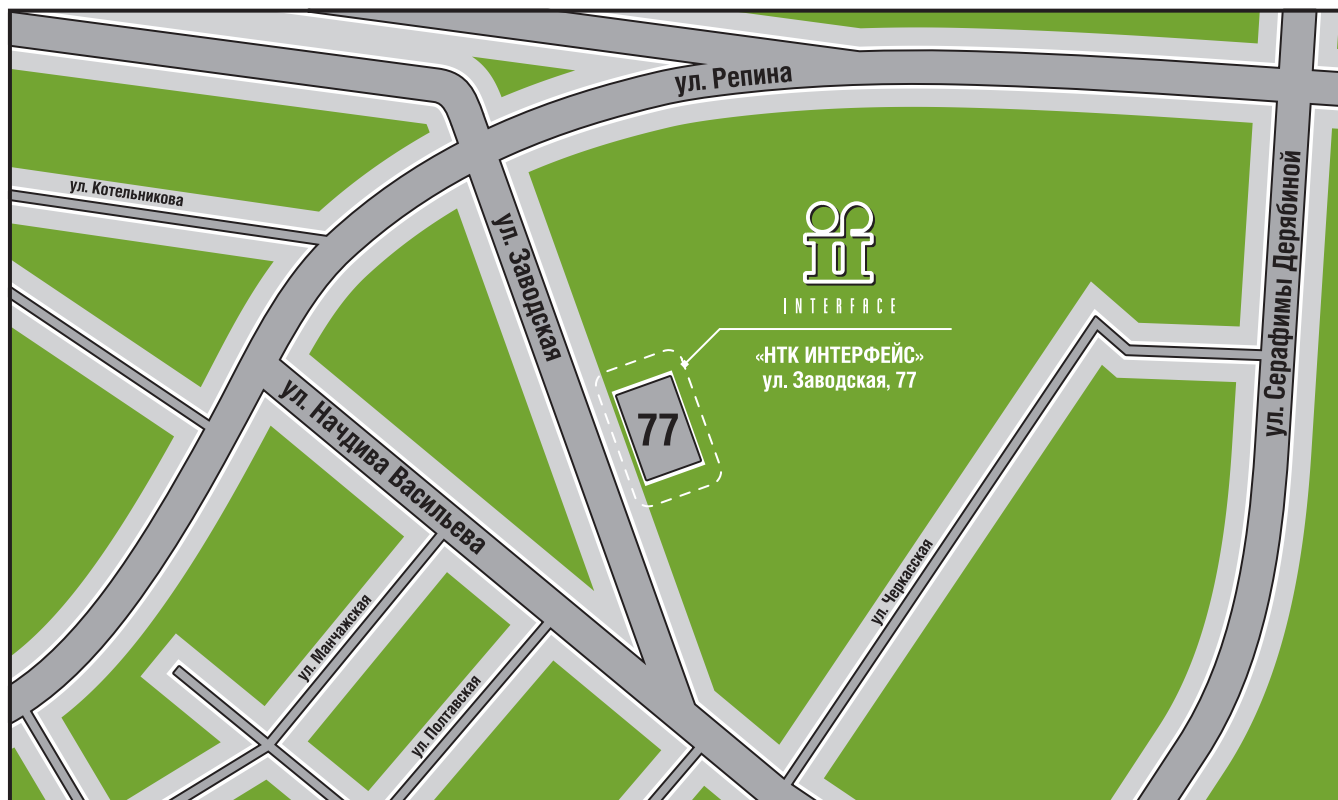 ул. Репина
ул. Котельникова
ул. Заводская
ул. Серафимы Дерябиной
INTERFACE
«НТК ИНТЕРФЕЙС»
ул. Заводская, 77
77
ул. Начдива Васильева
ул. Черкасская
ул. Манчажская
ул. Полтавская